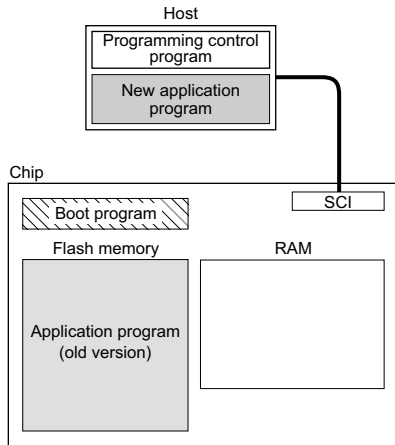 Host
Programming control
program
New application
program
Chip
SCI
Boot program
Flash memory
RAM
Application program
(old version)